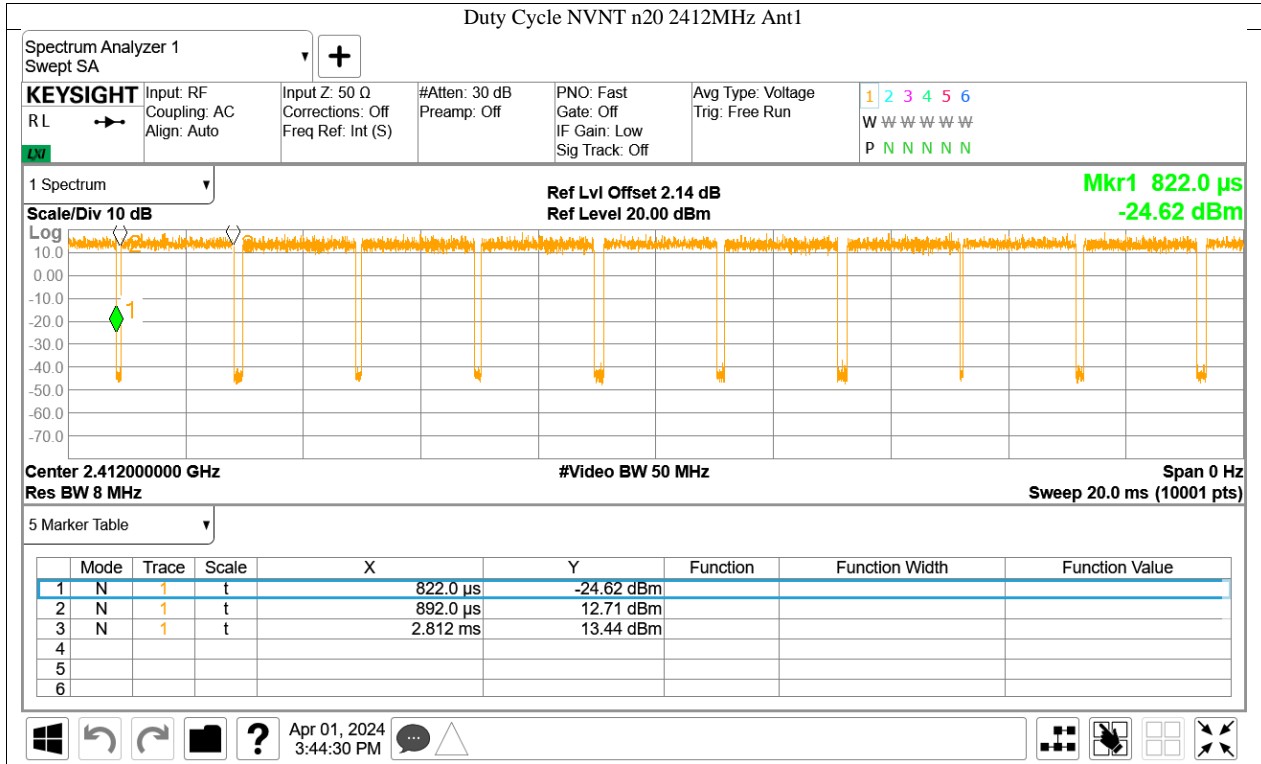 Duty Cycle NVNT n20 2412MHz Ant1
Spectrum Analyzer 1
Swept SA
+
KEYSIGHT Input: RF Input Z: 50 Ω #Atten: 30 dB PNO: Fast Avg Type: Voltage 1 2 3 4 5 6
RL Coupling: AC Corrections: Off Preamp: Off Gate: Off Trig: Free Run W W W W W W
Align: Auto Freq Ref: Int (S) IF Gain: Low
LXI Sig Track: Off P N N N N N
1 Spectrum Ref Lvl Offset 2.14 dB Mkr1 822.0 µs
Scale/Div 10 dB Ref Level 20.00 dBm -24.62 dBm
Log
10.0
0.00
-10.0
1
-20.0
-30.0
-40.0
-50.0
-60.0
-70.0
Center 2.412000000 GHz #Video BW 50 MHz Span 0 Hz
Res BW 8 MHz Sweep 20.0 ms (10001 pts)
5 Marker Table
Mode Trace Scale X Y Function Function Width Function Value
1 N 1 t 822.0 µs -24.62 dBm
2 N 1 t 892.0 µs 12.71 dBm
3 N 1 t 2.812 ms 13.44 dBm
4
5
6
? Apr 01, 2024
3:44:30 PM